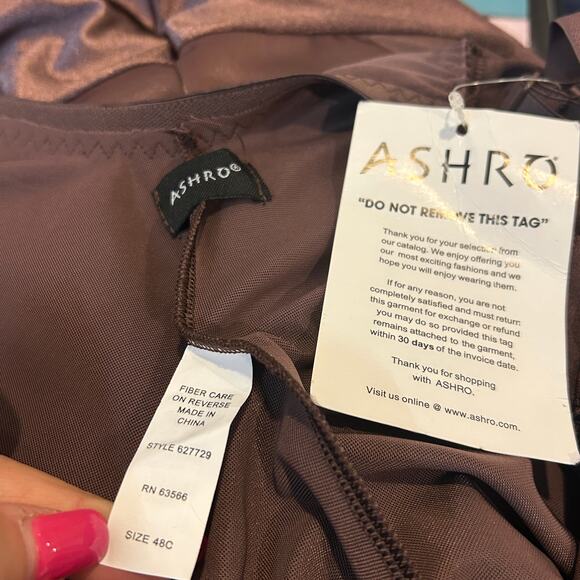 ASHRO®
ASHRO
"DO NOT REMOVE THIS TAG"
Thank you for your selection from
our catalog. We enjoy offering you
our most exciting fashions and we
hope you will enjoy wearing them.
If for any reason, you are not
completely satisfied and must return
this garment for exchange or refund
you may do so provided this tag
remains attached to the garment,
within 30 days of the invoice date.
Thank you for shopping
with ASHRO.
Visit us online @ www.ashro.com
FIBER CARE
ON REVERSE
MADE IN
CHINA
STYLE 627729
RN 63566
SIZE 48C